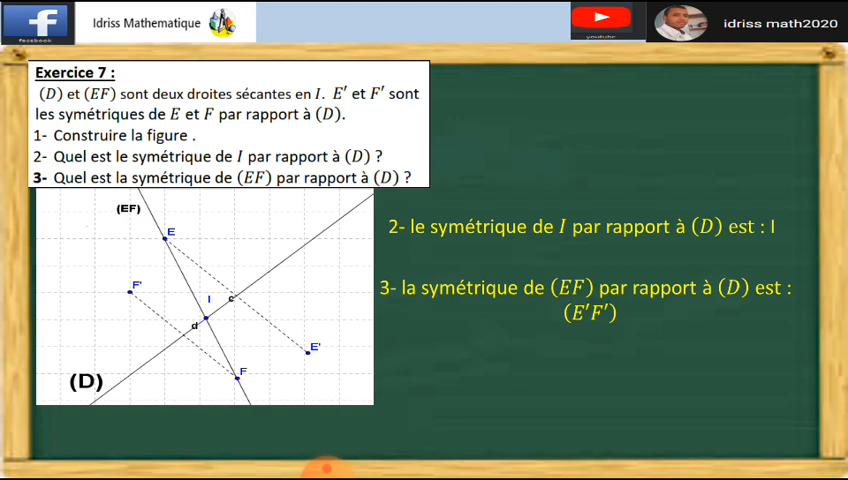 facebook
Idriss Mathematique
youtube
idriss math2020
Exercice 7 :
(D) et (EF) sont deux droites sécantes en I. E' et F' sont
les symétriques de E et F par rapport à (D).
1- Construire la figure .
2- Quel est le symétrique de I par rapport à (D) ?
3- Quel est la symétrique de (EF) par rapport à (D) ?
(EF)
E
F'
I
c
d
E'
F
(D)
2- le symétrique de I par rapport à (D) est : I
3- la symétrique de (EF) par rapport à (D) est :
(E'F')